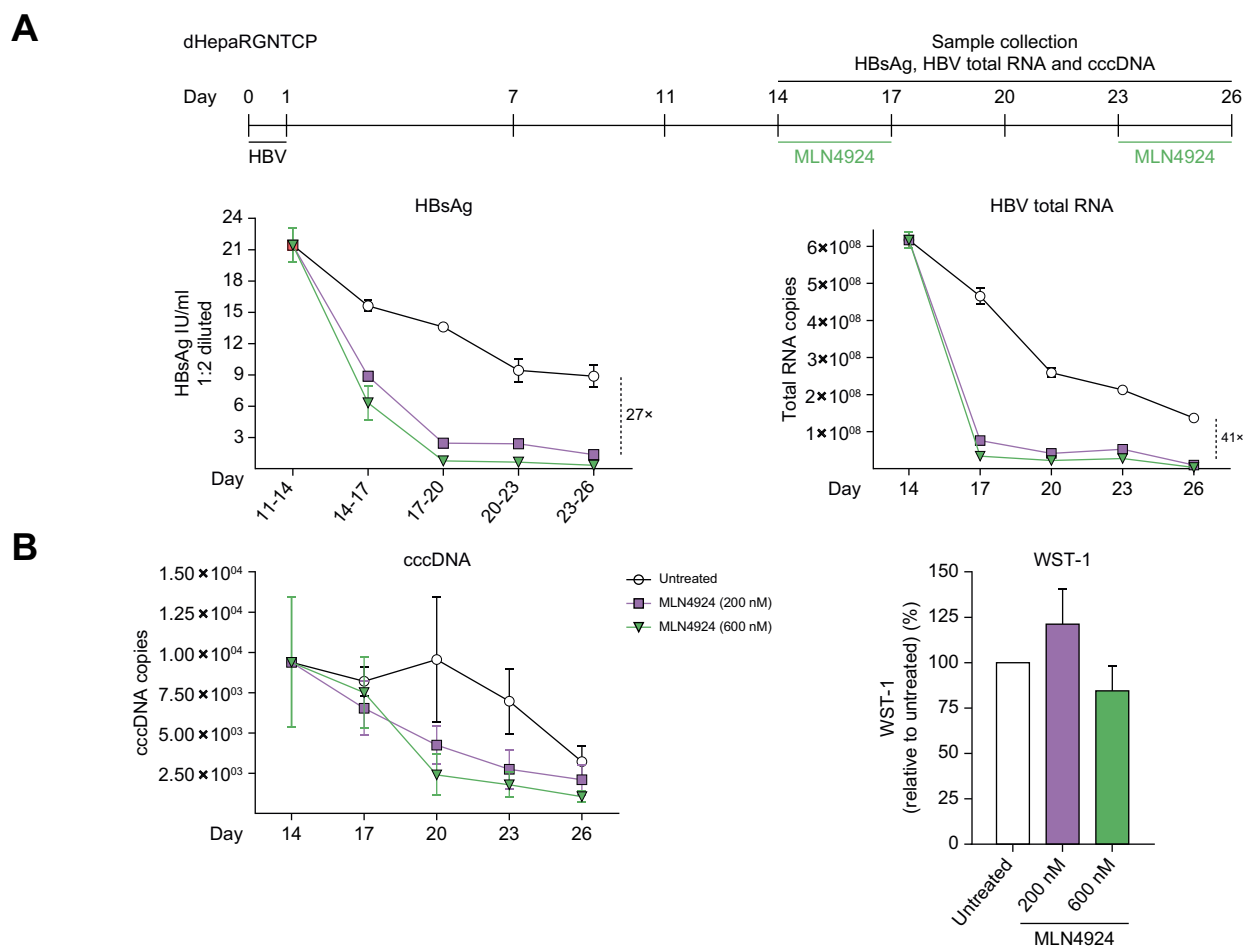 A
dHepaRGNTCP
Sample collection
HBsAg, HBV total RNA and cccDNA
Day 0 1 7 11 14 17 20 23 26
HBV MLN4924 MLN4924
HBsAg
HBsAg IU/ml
1:2 diluted
24
21
18
15
12
9
6
3
27×
Day
11-14 14-17 17-20 20-23 23-26
HBV total RNA
Total RNA copies
6×10⁰⁸
5×10⁰⁸
4×10⁰⁸
3×10⁰⁸
2×10⁰⁸
1×10⁰⁸
41×
Day 14 17 20 23 26
B
cccDNA
cccDNA copies
1.50×10⁰⁴
1.25×10⁰⁴
1.00×10⁰⁴
7.50×10⁰³
5.00×10⁰³
2.50×10⁰³
Day 14 17 20 23 26
Untreated
MLN4924 (200 nM)
MLN4924 (600 nM)
WST-1
WST-1
(relative to untreated) (%)
150
125
100
75
50
25
0
Untreated 200 nM 600 nM
MLN4924